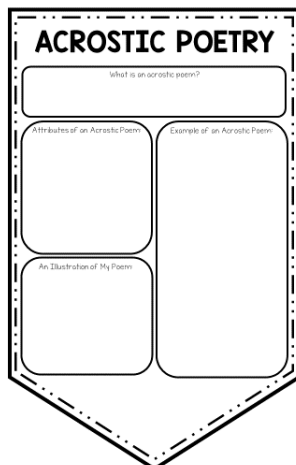 ACROSTIC POETRY
What is an acrostic poem?
Attributes of an Acrostic Poem
Example of an Acrostic Poem
An Illustration of My Poem